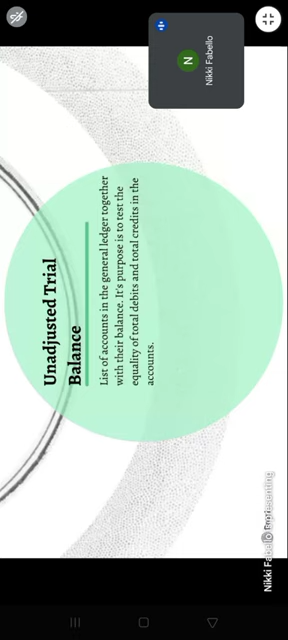 N
Nikki Fabello
Unadjusted Trial
Balance
List of accounts in the general ledger together
with their balance. It's purpose is to test the
equality of total debits and total credits in the
accounts.
Nikki Fabello